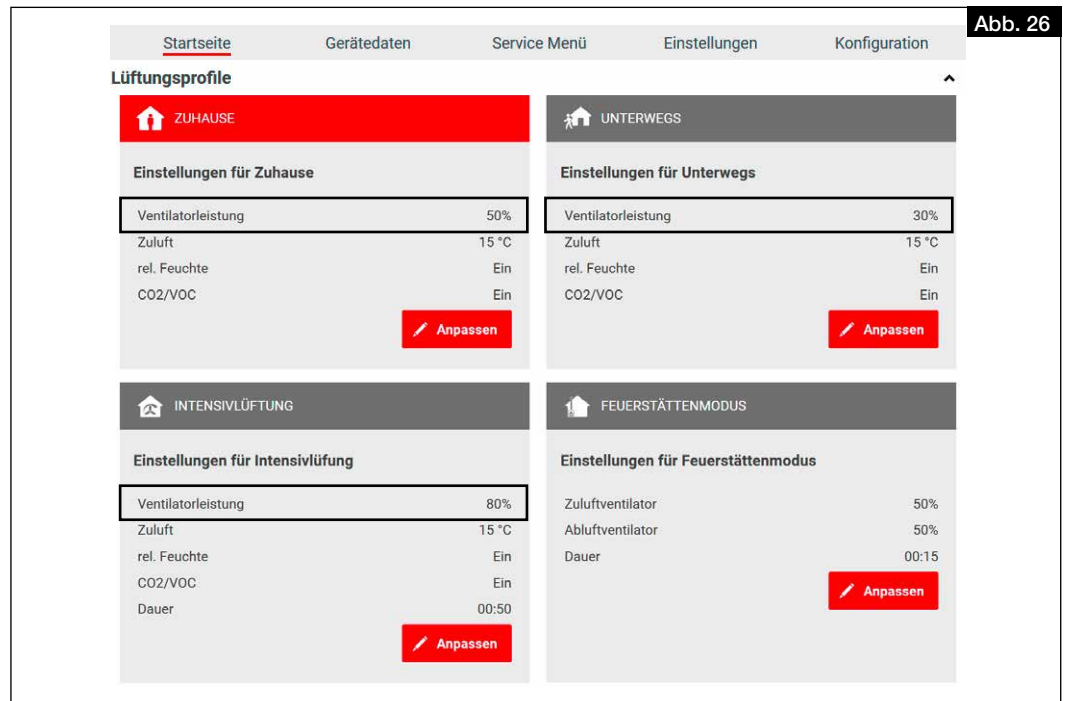 Abb. 26
Startseite Gerätedaten Service Menü Einstellungen Konfiguration
Lüftungsprofile
ZUHAUSE
Einstellungen für Zuhause
Ventilatorleistung 50%
Zuluft 15 °C
rel. Feuchte Ein
CO2/VOC Ein
Anpassen
UNTERWEGS
Einstellungen für Unterwegs
Ventilatorleistung 30%
Zuluft 15 °C
rel. Feuchte Ein
CO2/VOC Ein
Anpassen
INTENSIVLÜFTUNG
Einstellungen für Intensivlüfung
Ventilatorleistung 80%
Zuluft 15 °C
rel. Feuchte Ein
CO2/VOC Ein
Dauer 00:50
Anpassen
FEUERSTÄTTENMODUS
Einstellungen für Feuerstättenmodus
Zuluftventilator 50%
Abluftventilator 50%
Dauer 00:15
Anpassen